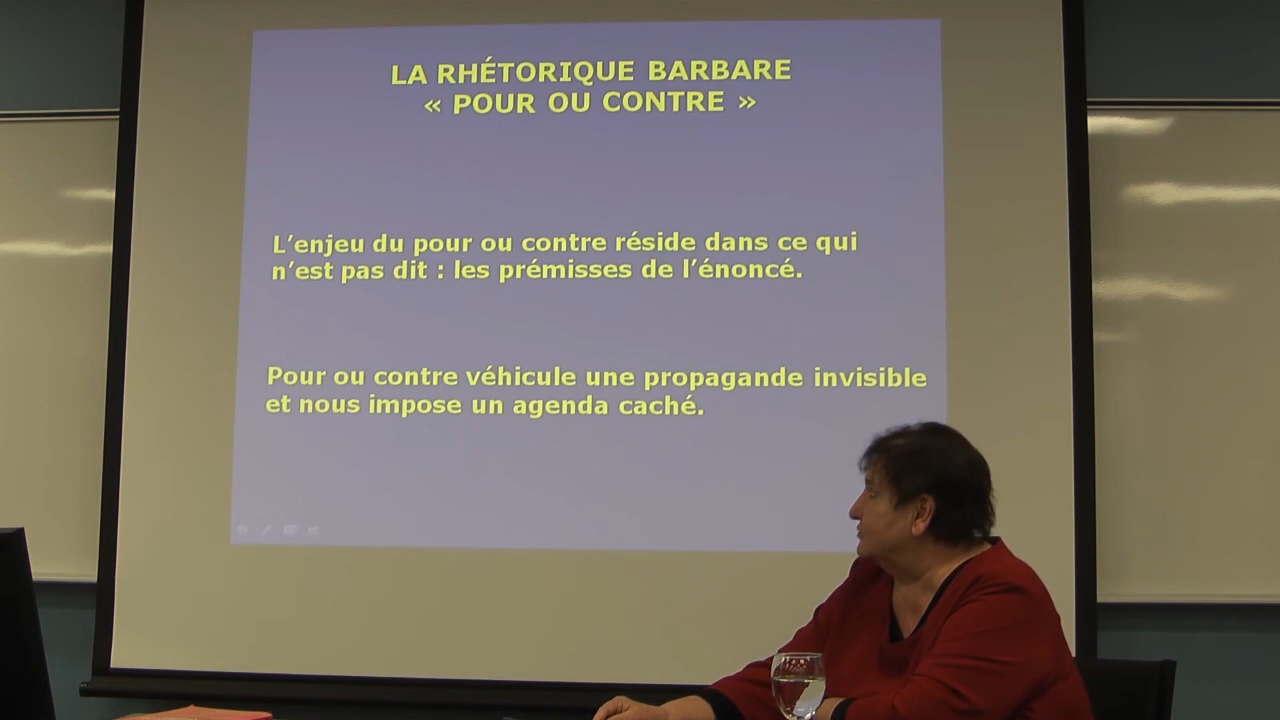 LA RHÉTORIQUE BARBARE
« POUR OU CONTRE »
L’enjeu du pour ou contre réside dans ce qui
n’est pas dit : les prémisses de l’énoncé.
Pour ou contre véhicule une propagande invisible
et nous impose un agenda caché.